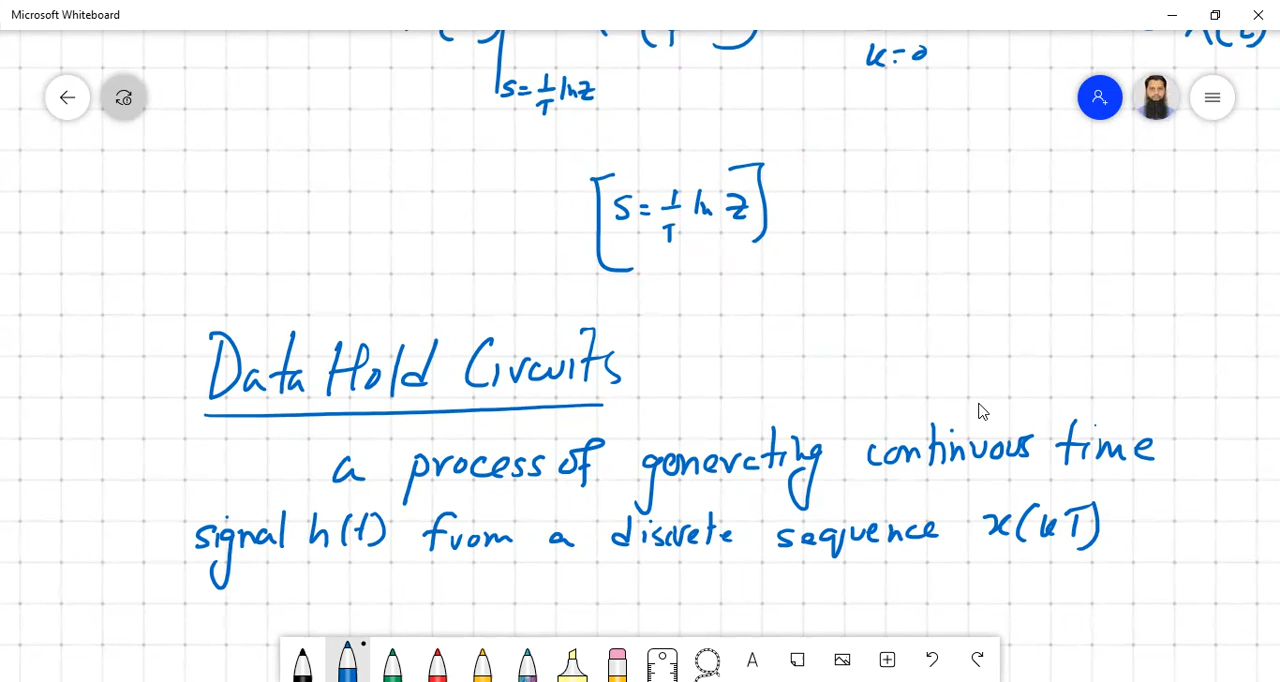 Microsoft Whiteboard
k=0
s=1/T ln z
[s=1/T ln z]
Data Hold Circuits
a process of generating continuous time
signal h(t) from a discrete sequence x(kT)
A